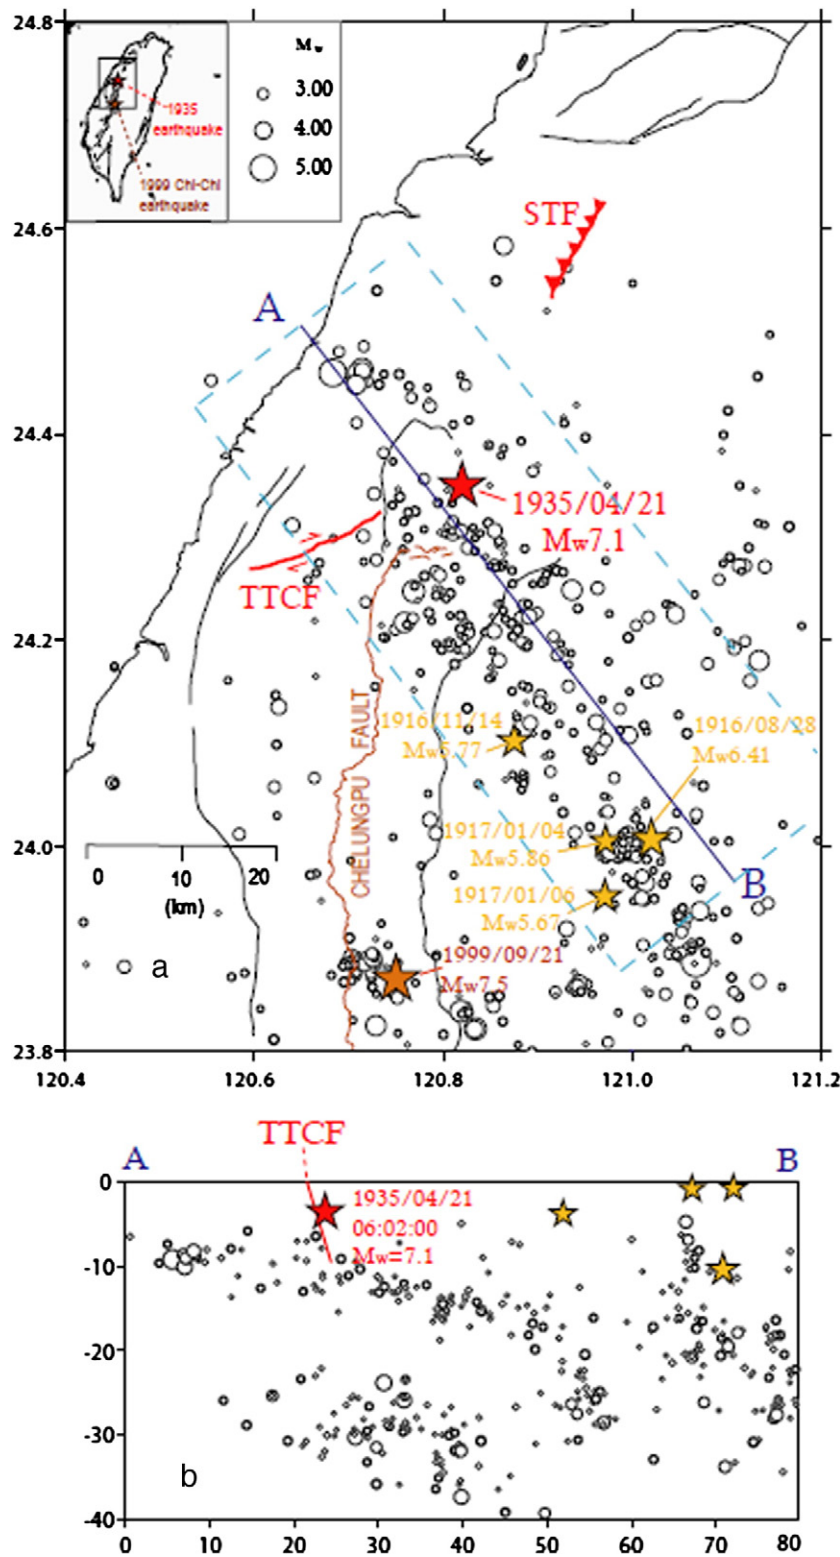 24.8
Mw
3.00
4.00
5.00
1935
earthquake
1999 Chi-Chi
earthquake
24.6
STF
A
24.4
1935/04/21
Mw7.1
TTCF
24.2
CHELUNGPU FAULT
1916/11/14
Mw5.77
1916/08/28
Mw6.41
1917/01/04
Mw5.86
24.0
0 10 20
(km)
B
1917/01/06
Mw5.67
1999/09/21
Mw7.5
a
23.8
120.4 120.6 120.8 121.0 121.2
TTCF
A B
0
1935/04/21
06:02:00
Mw=7.1
-10
-20
-30
b
-40
0 10 20 30 40 50 60 70 80